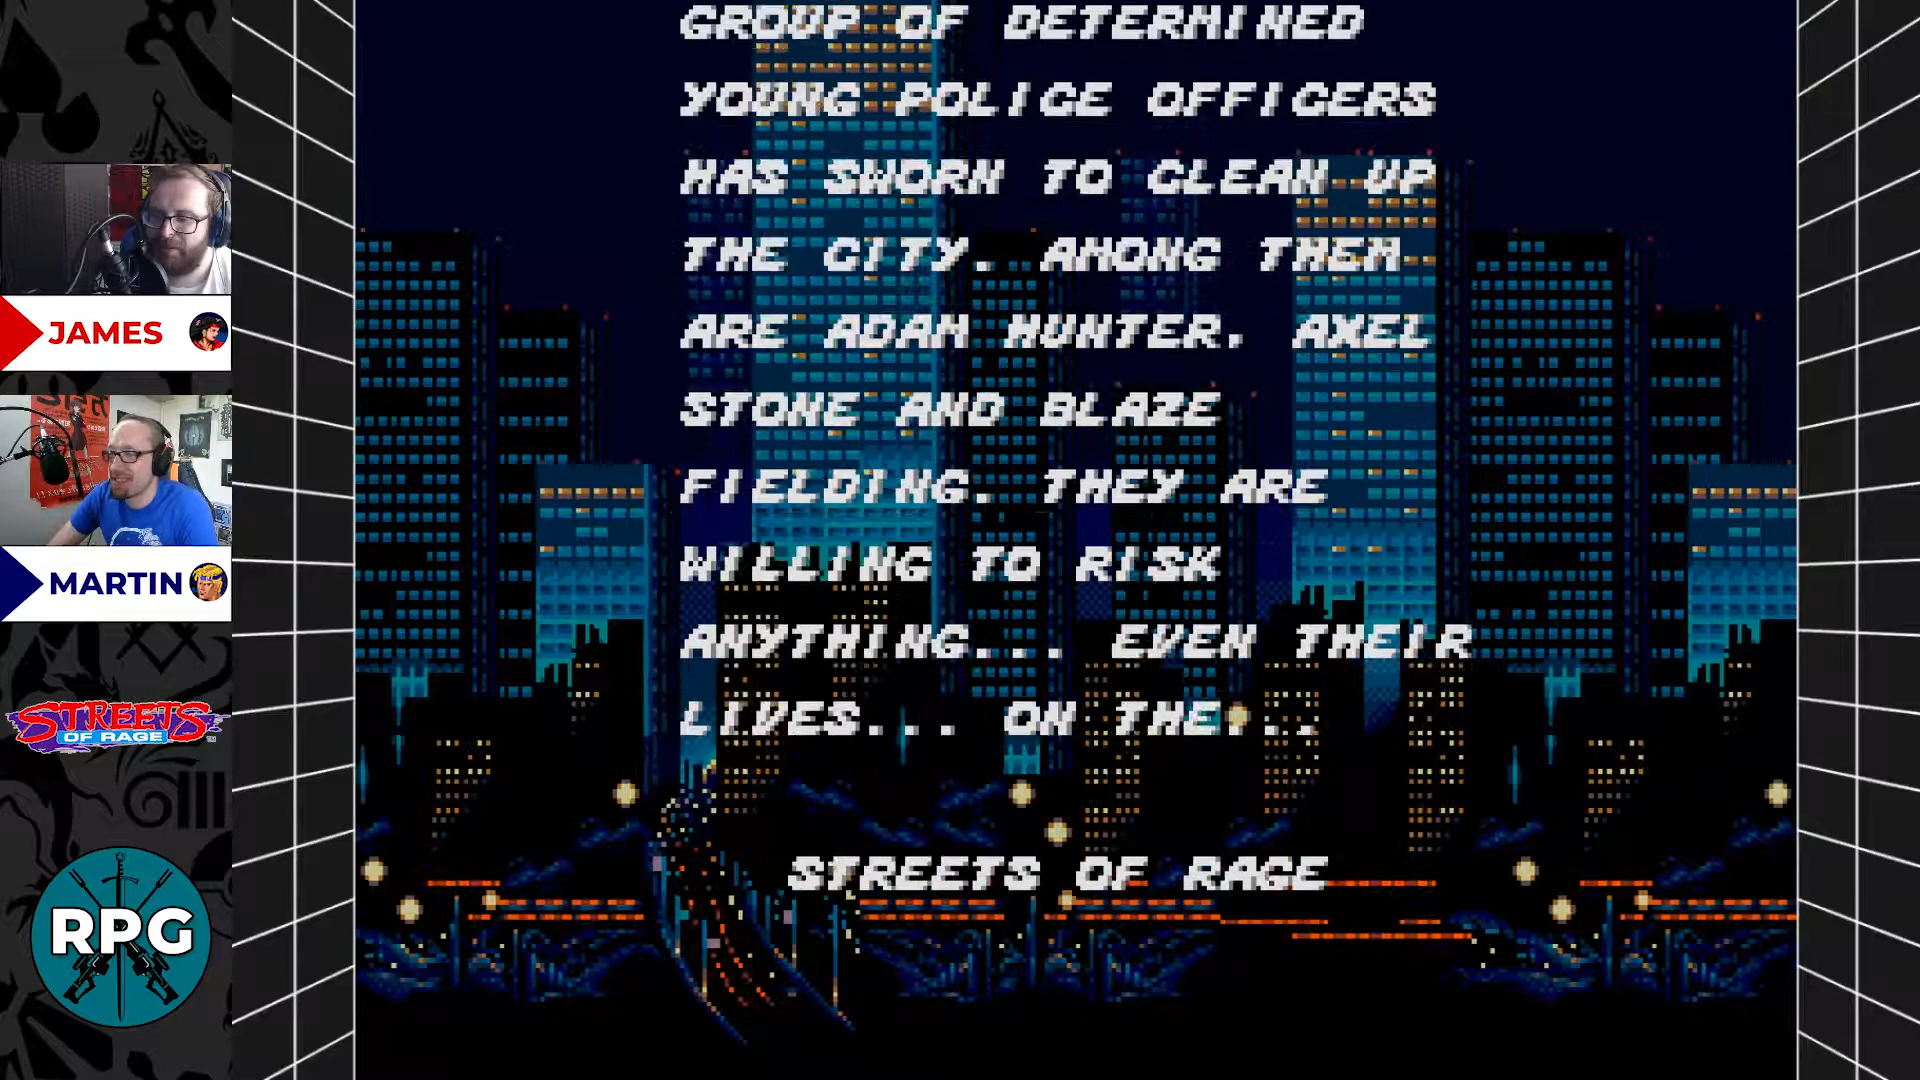 GROUP OF DETERMINED
YOUNG POLICE OFFICERS
HAS SWORN TO CLEAN UP
THE CITY. AMONG THEM
ARE ADAM HUNTER, AXEL
STONE AND BLAZE
FIELDING. THEY ARE
WILLING TO RISK
ANYTHING... EVEN THEIR
LIVES... ON THE...
STREETS OF RAGE
JAMES
MARTIN
STREETS
OF RAGE
RPG